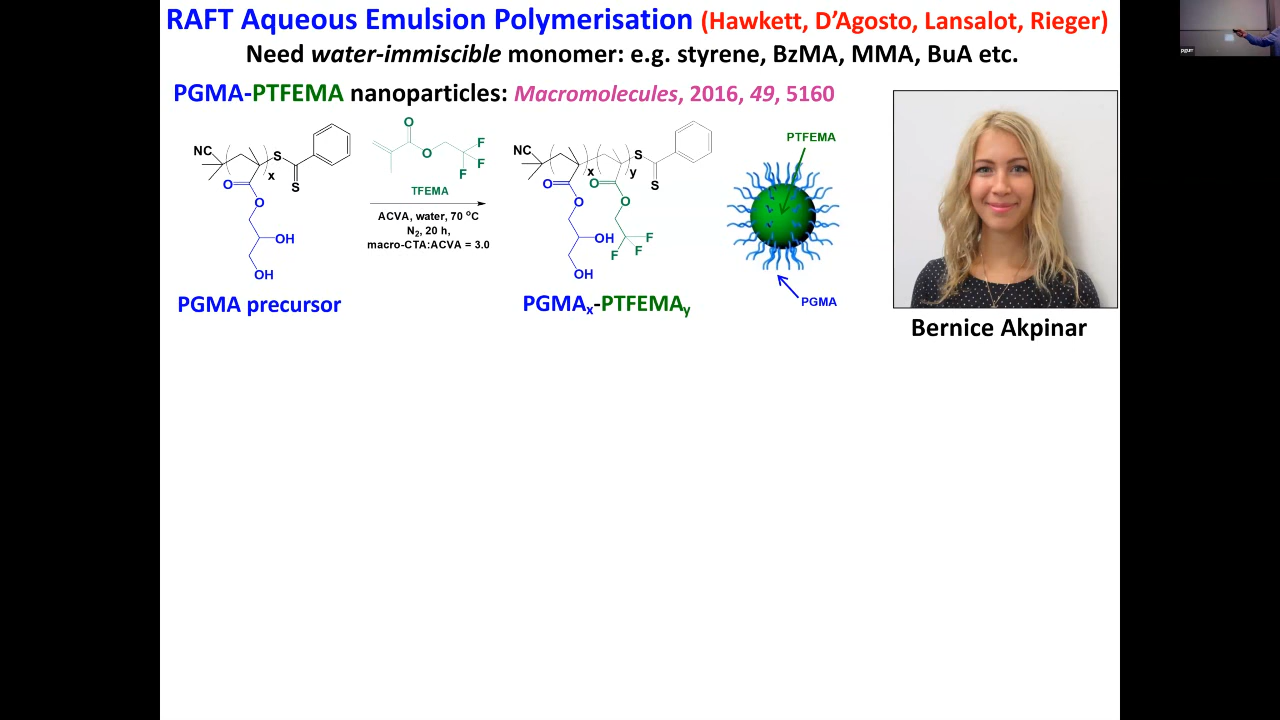 RAFT Aqueous Emulsion Polymerisation (Hawkett, D'Agosto, Lansalot, Rieger)
Need water-immiscible monomer: e.g. styrene, BzMA, MMA, BuA etc.
PGMA-PTFEMA nanoparticles: Macromolecules, 2016, 49, 5160
NC
x
S
S
O
O
OH
OH
O
O
F
F
F
TFEMA
ACVA, water, 70 °C
N₂, 20 h,
macro-CTA:ACVA = 3.0
NC
x
y
S
S
O
O
O
O
OH
OH
F
F
F
PTFEMA
PGMA
PGMA precursor
PGMAx-PTFEMAy
Bernice Akpinar